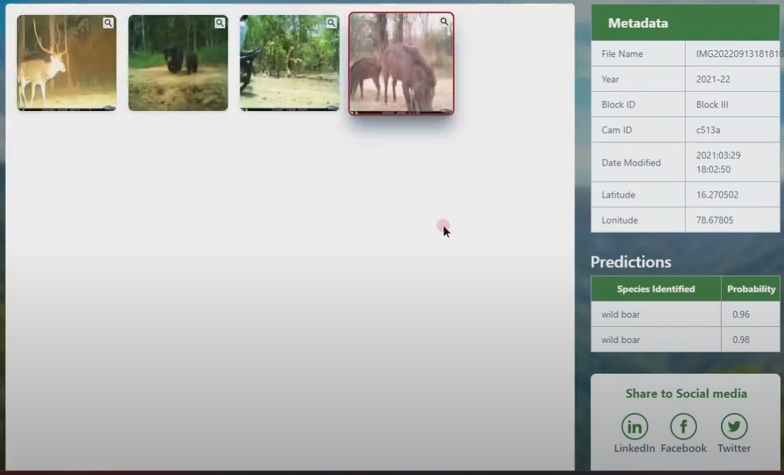 Metadata
File Name IMG20220913181810
Year 2021-22
Block ID Block III
Cam ID c513a
Date Modified 2021:03:29
18:02:50
Latitude 16.270502
Lonitude 78.67805
Predictions
Species Identified Probability
wild boar 0.96
wild boar 0.98
Share to Social media
in f
LinkedIn Facebook Twitter